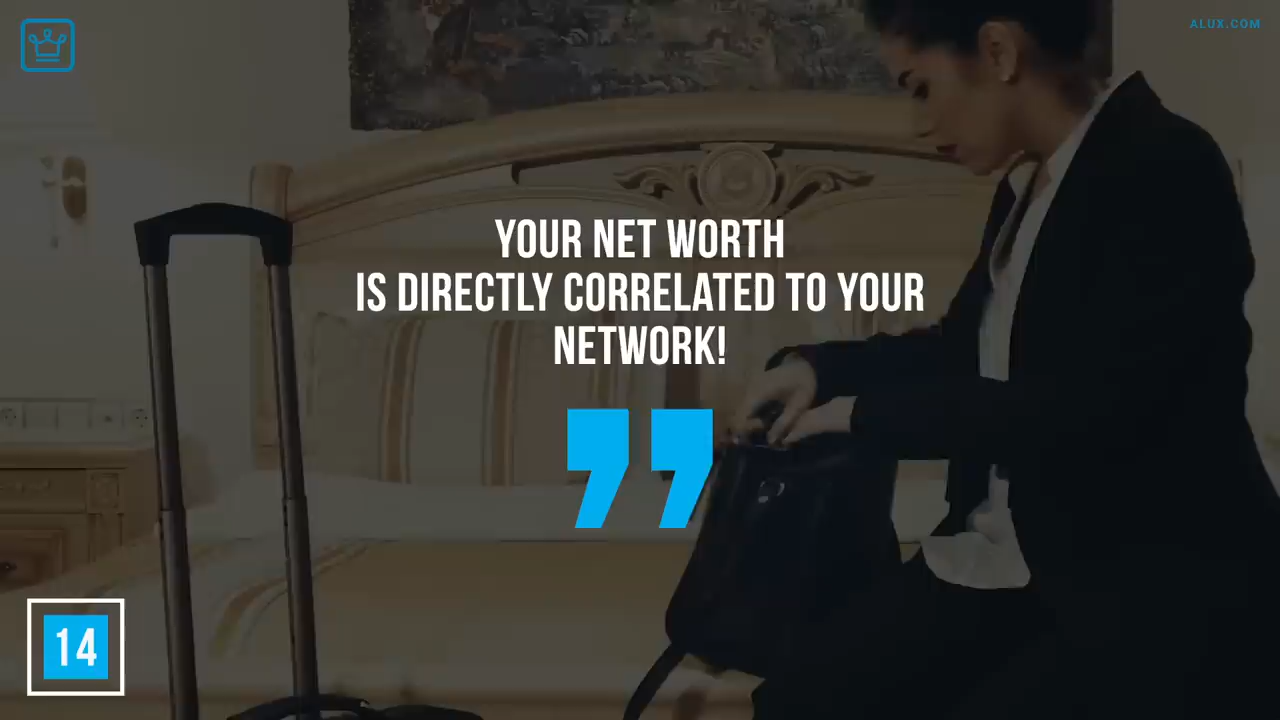 ALUX.COM
YOUR NET WORTH
IS DIRECTLY CORRELATED TO YOUR
NETWORK!
”
14